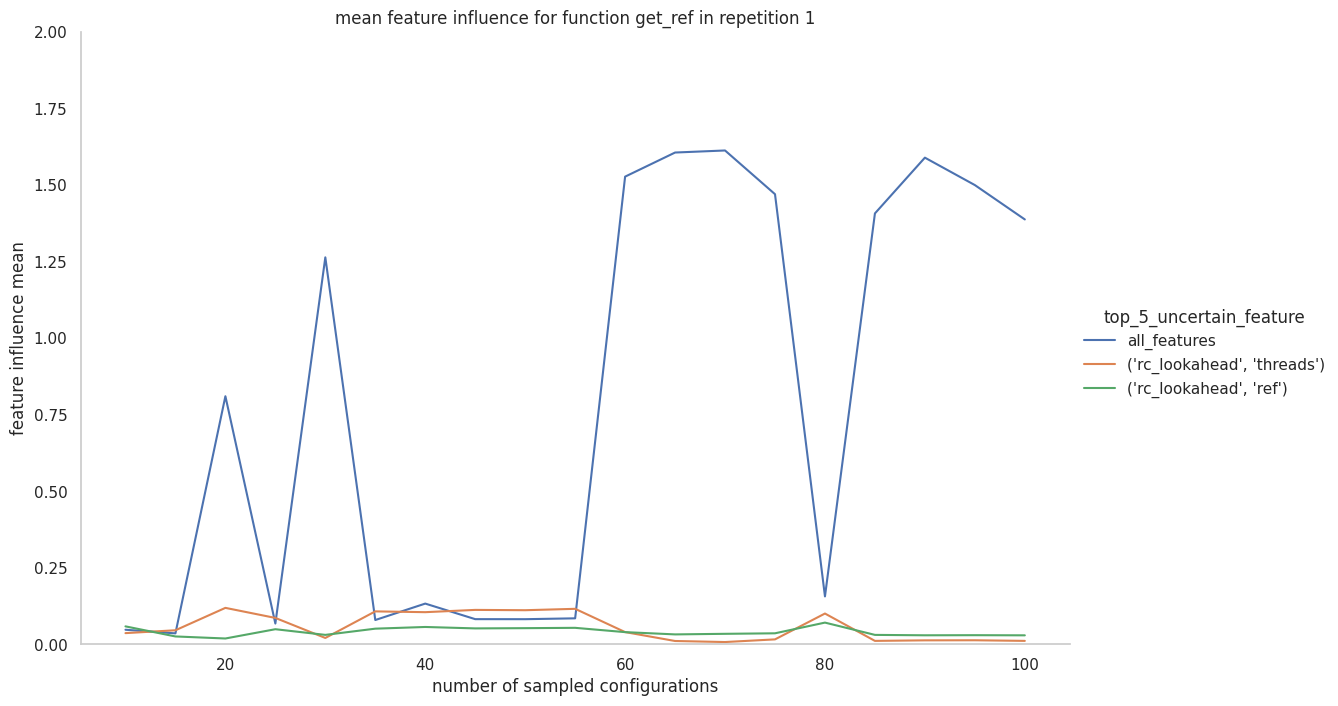 mean feature influence for function get_ref in repetition 1
2.00
1.75
1.50
1.25
1.00
0.75
0.50
0.25
0.00
feature influence mean
20
40
60
80
100
number of sampled configurations
top_5_uncertain_feature
all_features
('rc_lookahead', 'threads')
('rc_lookahead', 'ref')